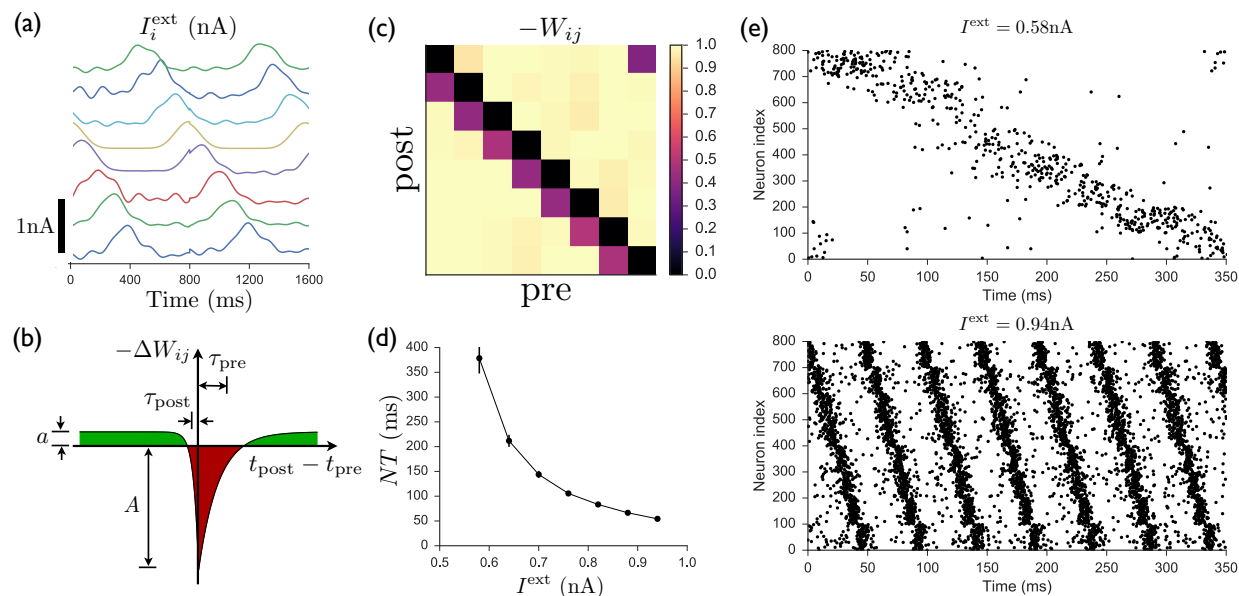 (a)
I_i^ext (nA)
1nA
0 400 800 1200 1600
Time (ms)
(b)
−ΔW_ij
τ_pre
τ_post
a
t_post − t_pre
A
(c)
−W_ij
post
pre
1.0
0.9
0.8
0.7
0.6
0.5
0.4
0.3
0.2
0.1
0.0
(d)
NT (ms)
400
350
300
250
200
150
100
50
0
0.5 0.6 0.7 0.8 0.9 1.0
I^ext (nA)
(e)
I^ext = 0.58nA
Neuron index
800
700
600
500
400
300
200
100
0
0 50 100 150 200 250 300 350
Time (ms)
I^ext = 0.94nA
Neuron index
800
700
600
500
400
300
200
100
0
0 50 100 150 200 250 300 350
Time (ms)